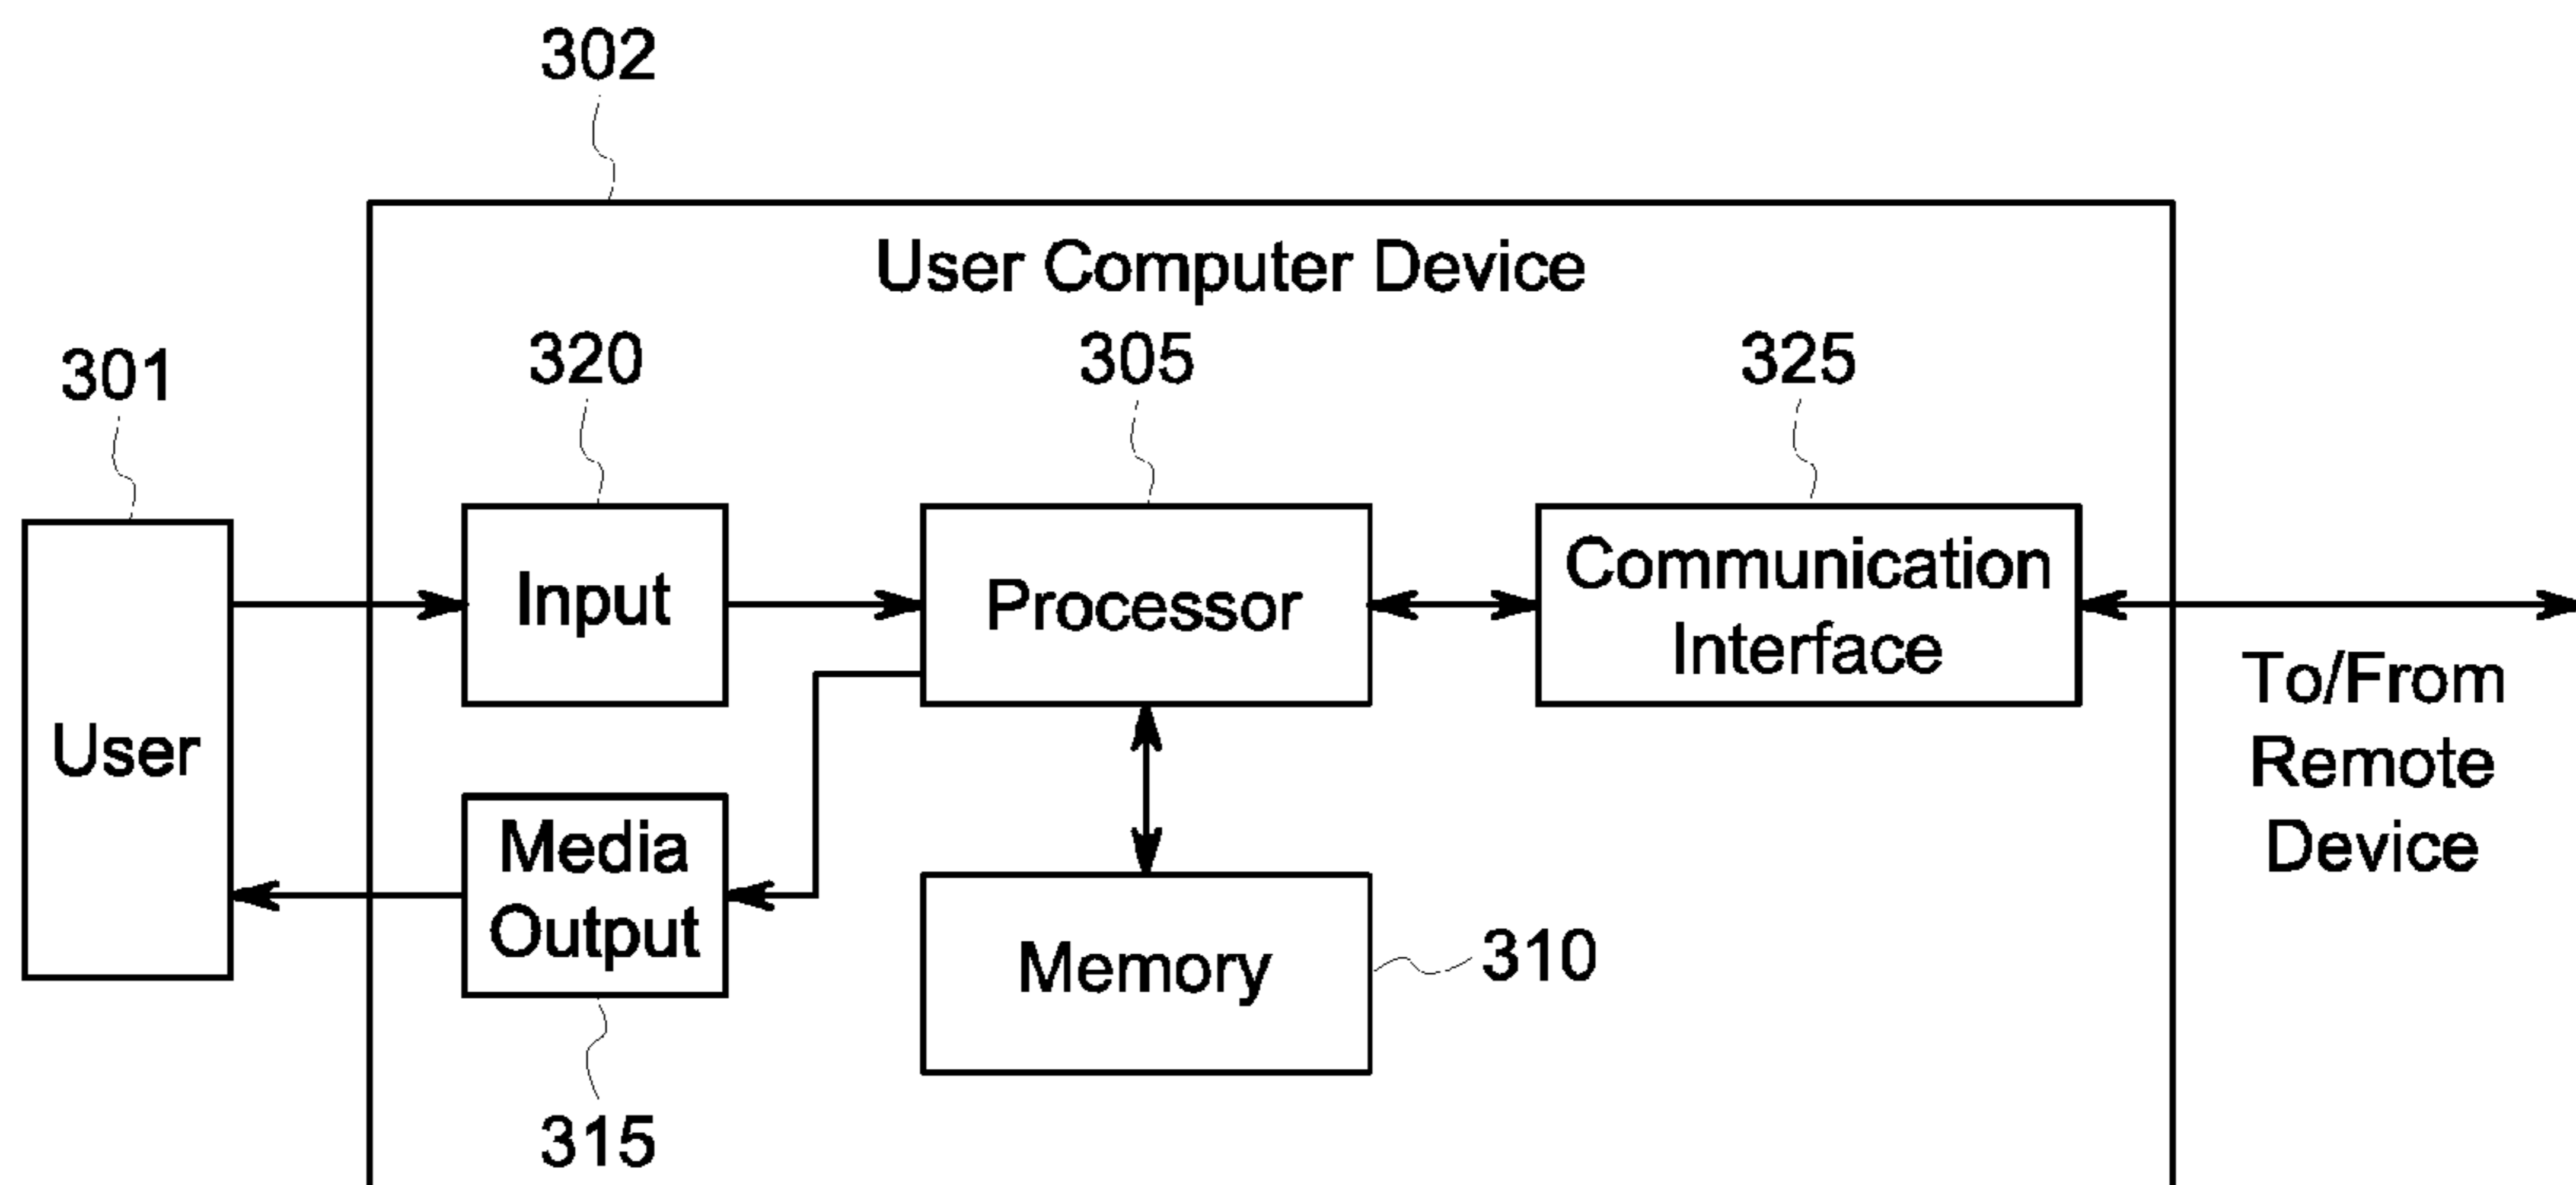 302
User Computer Device
301
320
305
325
User
Input
Processor
Communication
Interface
To/From
Remote
Device
Media
Output
Memory
310
315